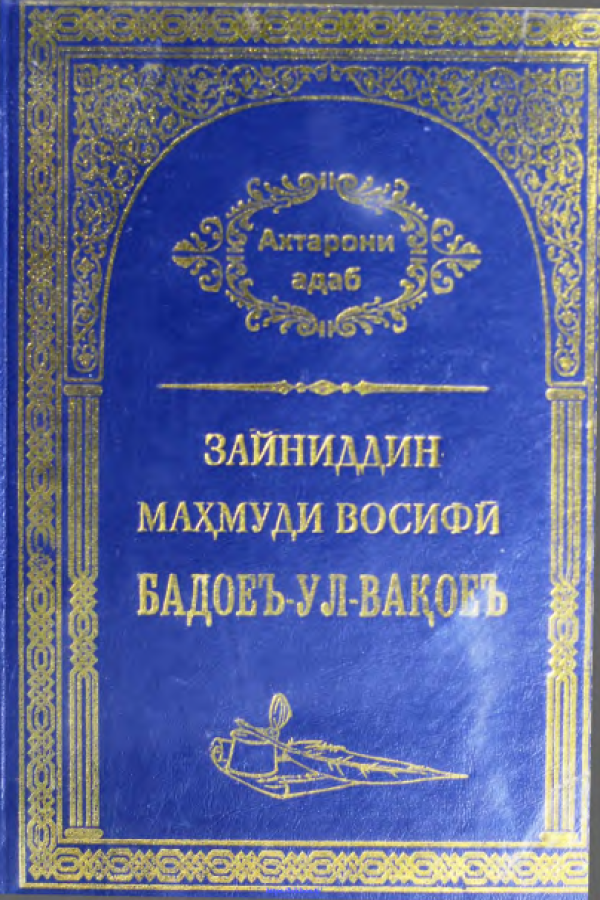 Ахтарони
адаб
ЗАЙНИДДИН
МАҲМУДИ ВОСИФӢ
БАДОЕЪ-УЛ-ВАҚОЕЪ